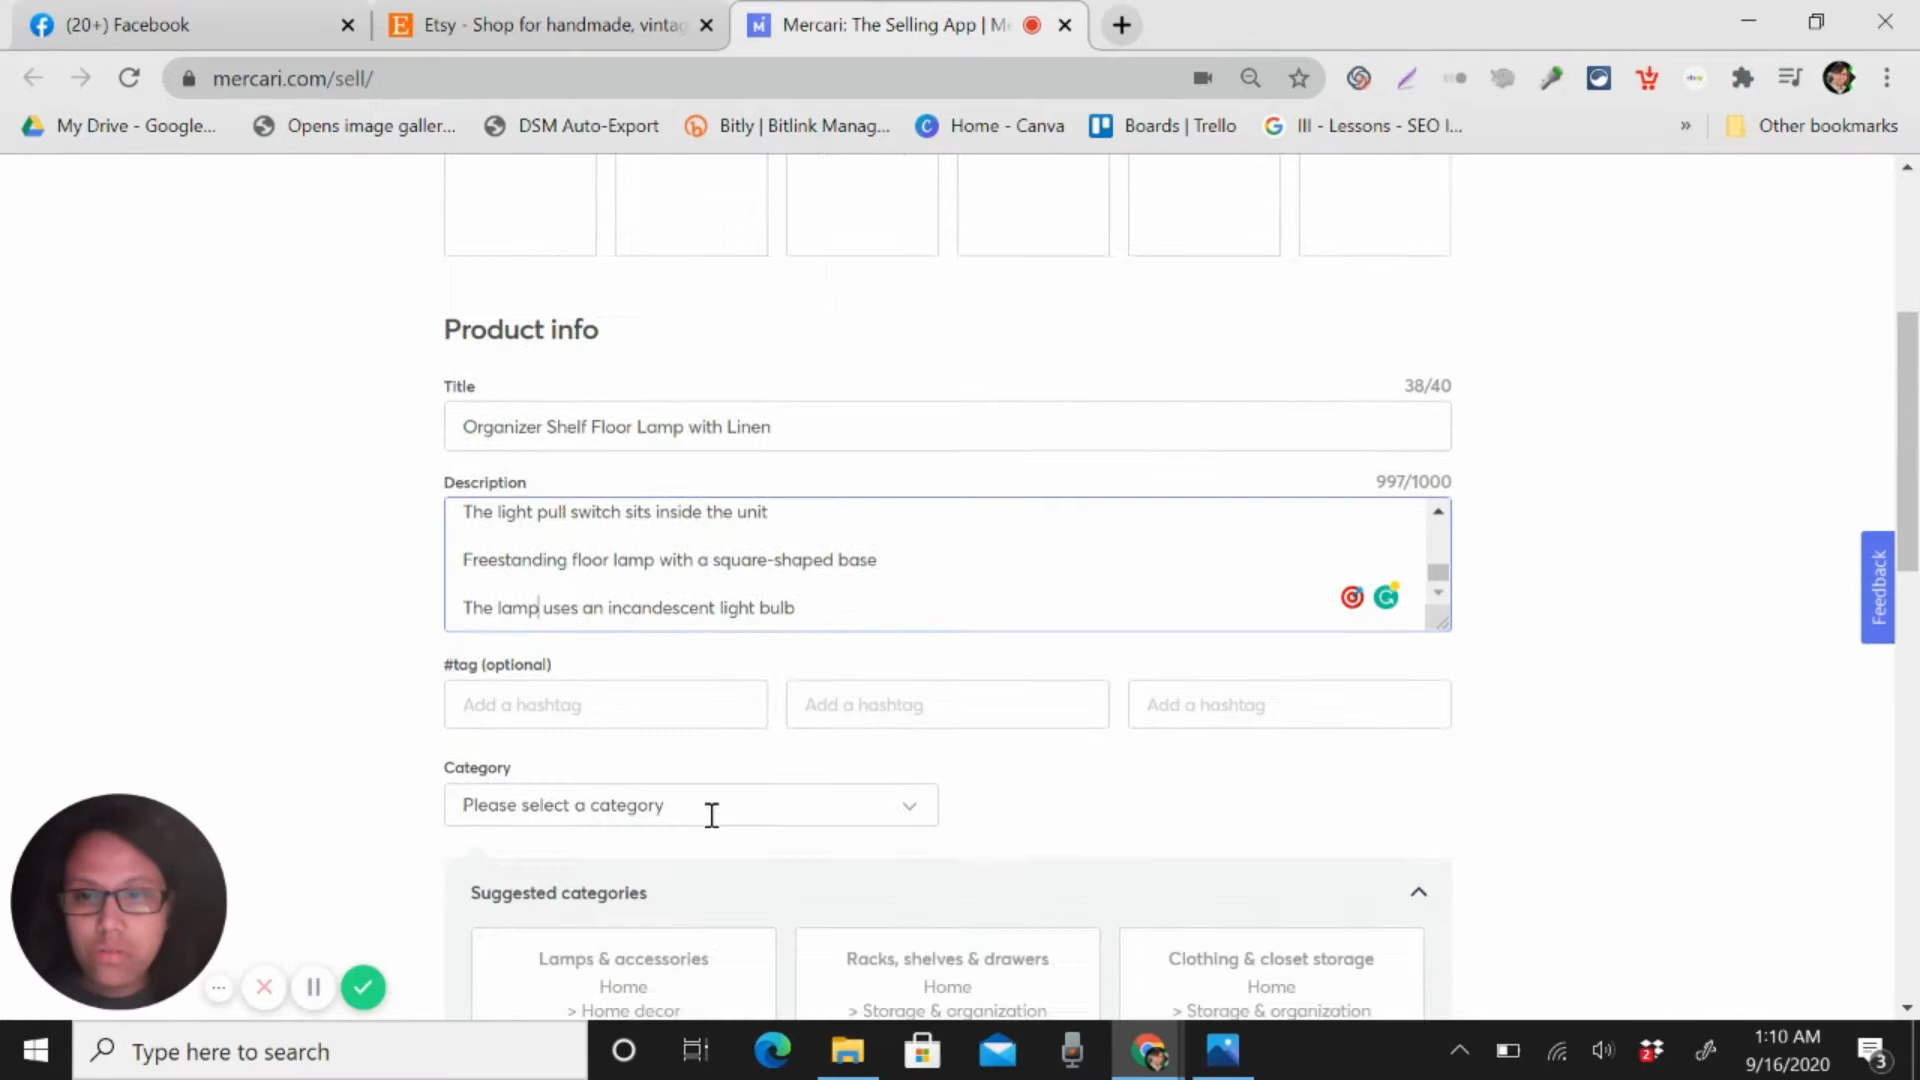 (20+) Facebook
Etsy - Shop for handmade, vintag
Mercari: The Selling App | M
mercari.com/sell/
My Drive - Google...
Opens image galler...
DSM Auto-Export
Bitly | Bitlink Manag...
Home - Canva
Boards | Trello
III - Lessons - SEO I...
»
Other bookmarks
Product info
Title
38/40
Organizer Shelf Floor Lamp with Linen
Description
997/1000
The light pull switch sits inside the unit
Freestanding floor lamp with a square-shaped base
The lamp uses an incandescent light bulb
Feedback
#tag (optional)
Add a hashtag
Add a hashtag
Add a hashtag
Category
Please select a category
Suggested categories
Lamps & accessories
Home
> Home decor
Racks, shelves & drawers
Home
> Storage & organization
Clothing & closet storage
Home
> Storage & organization
Type here to search
2
1:10 AM
9/16/2020
3